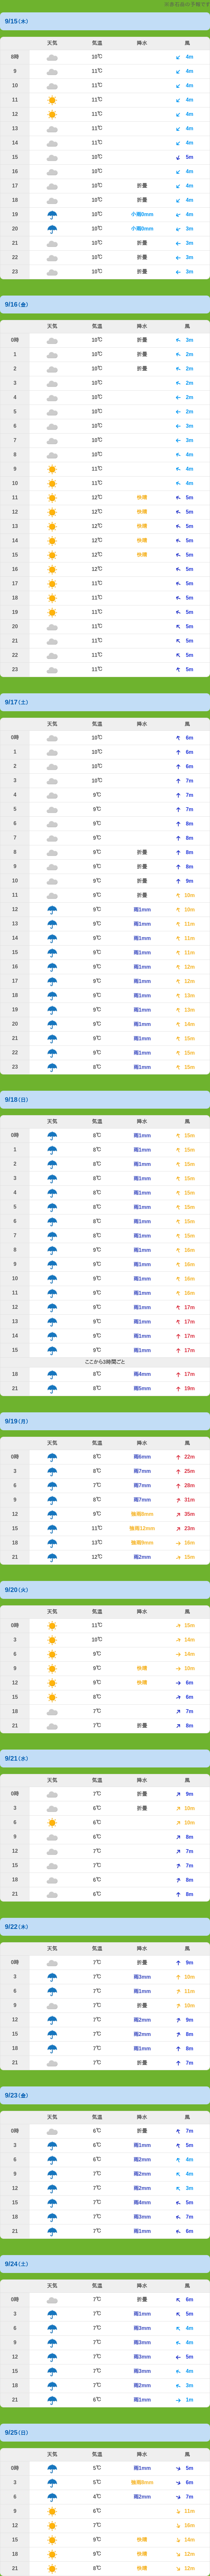 ※あお山の予報です
9/15(木)
天気 気温 降水 風
8時 10℃ 4m
9 11℃ 4m
10 11℃ 4m
11 11℃ 4m
12 11℃ 4m
13 11℃ 4m
14 11℃ 4m
15 10℃ 5m
16 10℃ 4m
17 10℃ 折畳 4m
18 10℃ 折畳 4m
19 10℃ 小雨0mm 4m
20 10℃ 小雨0mm 3m
21 10℃ 折畳 3m
22 10℃ 折畳 3m
23 10℃ 折畳 3m
9/16(金)
天気 気温 降水 風
0時 10℃ 折畳 3m
1 10℃ 折畳 2m
2 10℃ 折畳 2m
3 10℃ 2m
4 10℃ 2m
5 10℃ 2m
6 10℃ 3m
7 10℃ 3m
8 10℃ 4m
9 11℃ 4m
10 11℃ 4m
11 12℃ 快曝 5m
12 12℃ 快曝 5m
13 12℃ 快曝 5m
14 12℃ 快曝 5m
15 12℃ 快曝 5m
16 12℃ 5m
17 11℃ 5m
18 11℃ 5m
19 11℃ 5m
20 11℃ 5m
21 11℃ 5m
22 11℃ 5m
23 11℃ 5m
9/17(土)
天気 気温 降水 風
0時 10℃ 6m
1 10℃ 6m
2 10℃ 6m
3 10℃ 7m
4 9℃ 7m
5 9℃ 7m
6 9℃ 8m
7 9℃ 8m
8 9℃ 折畳 8m
9 9℃ 折畳 8m
10 9℃ 折畳 9m
11 9℃ 折畳 10m
12 9℃ 雨1mm 10m
13 9℃ 雨1mm 11m
14 9℃ 雨1mm 11m
15 9℃ 雨1mm 11m
16 9℃ 雨1mm 12m
17 9℃ 雨1mm 12m
18 9℃ 雨1mm 13m
19 9℃ 雨1mm 13m
20 9℃ 雨1mm 14m
21 9℃ 雨1mm 15m
22 9℃ 雨1mm 15m
23 8℃ 雨1mm 15m
9/18(日)
天気 気温 降水 風
0時 8℃ 雨1mm 15m
1 8℃ 雨1mm 15m
2 8℃ 雨1mm 15m
3 8℃ 雨1mm 15m
4 8℃ 雨1mm 15m
5 8℃ 雨1mm 15m
6 8℃ 雨1mm 15m
7 8℃ 雨1mm 15m
8 9℃ 雨1mm 16m
9 9℃ 雨1mm 16m
10 9℃ 雨1mm 16m
11 9℃ 雨1mm 16m
12 9℃ 雨1mm 17m
13 9℃ 雨1mm 17m
14 9℃ 雨1mm 17m
15 9℃ 雨1mm 17m
ここから3時間ごと
18 8℃ 雨4mm 17m
21 8℃ 雨5mm 19m
9/19(月)
天気 気温 降水 風
0時 8℃ 雨6mm 22m
3 8℃ 雨7mm 25m
6 7℃ 雨7mm 28m
9 8℃ 雨7mm 31m
12 9℃ 強雨8mm 35m
15 11℃ 強雨12mm 23m
18 13℃ 強雨9mm 16m
21 12℃ 雨2mm 15m
9/20(火)
天気 気温 降水 風
0時 11℃ 15m
3 10℃ 14m
6 9℃ 14m
9 9℃ 快曝 10m
12 9℃ 快曝 6m
15 8℃ 6m
18 7℃ 7m
21 7℃ 折畳 8m
9/21(水)
天気 気温 降水 風
0時 7℃ 折畳 9m
3 6℃ 折畳 10m
6 6℃ 10m
9 6℃ 8m
12 7℃ 7m
15 7℃ 7m
18 6℃ 8m
21 6℃ 8m
9/22(木)
天気 気温 降水 風
0時 7℃ 折畳 9m
3 7℃ 雨3mm 10m
6 7℃ 雨1mm 11m
9 7℃ 折畳 10m
12 7℃ 雨2mm 9m
15 7℃ 雨2mm 8m
18 7℃ 雨1mm 8m
21 7℃ 折畳 7m
9/23(金)
天気 気温 降水 風
0時 6℃ 折畳 7m
3 6℃ 雨1mm 5m
6 6℃ 雨2mm 4m
9 7℃ 雨2mm 4m
12 7℃ 雨2mm 3m
15 7℃ 雨4mm 5m
18 7℃ 雨3mm 7m
21 7℃ 雨1mm 6m
9/24(土)
天気 気温 降水 風
0時 7℃ 折畳 6m
3 7℃ 雨1mm 5m
6 7℃ 雨3mm 4m
9 7℃ 雨3mm 4m
12 7℃ 雨3mm 5m
15 7℃ 雨3mm 4m
18 7℃ 雨2mm 3m
21 6℃ 雨1mm 1m
9/25(日)
天気 気温 降水 風
0時 5℃ 雨1mm 5m
3 5℃ 強雨8mm 6m
6 4℃ 雨2mm 7m
9 6℃ 11m
12 7℃ 16m
15 9℃ 快曝 14m
18 9℃ 快曝 12m
21 8℃ 快曝 12m